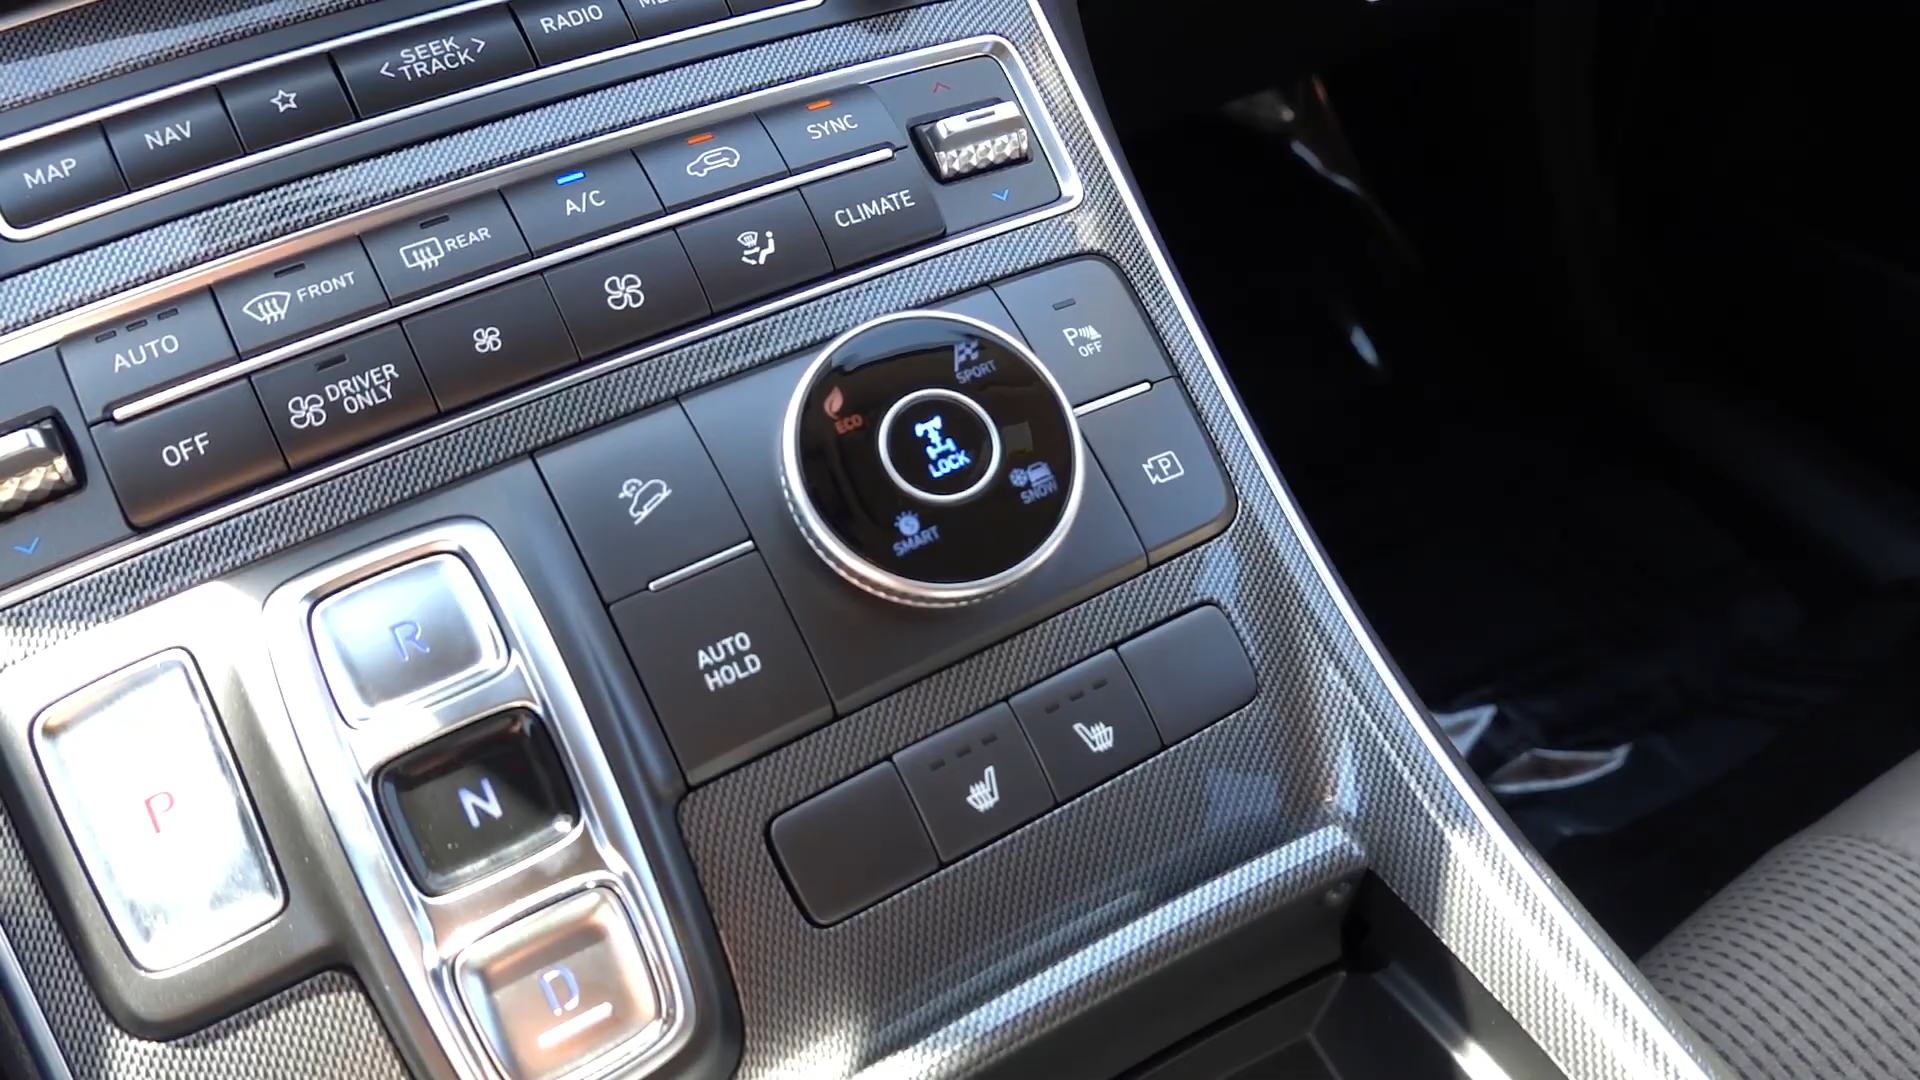 SEEK
TRACK
RADIO
MAP
NAV
A/C
SYNC
AUTO
FRONT
REAR
CLIMATE
OFF
DRIVER
ONLY
ECO
SPORT
LOCK
SNOW
SMART
P
OFF
P
AUTO
HOLD
P
R
N
D